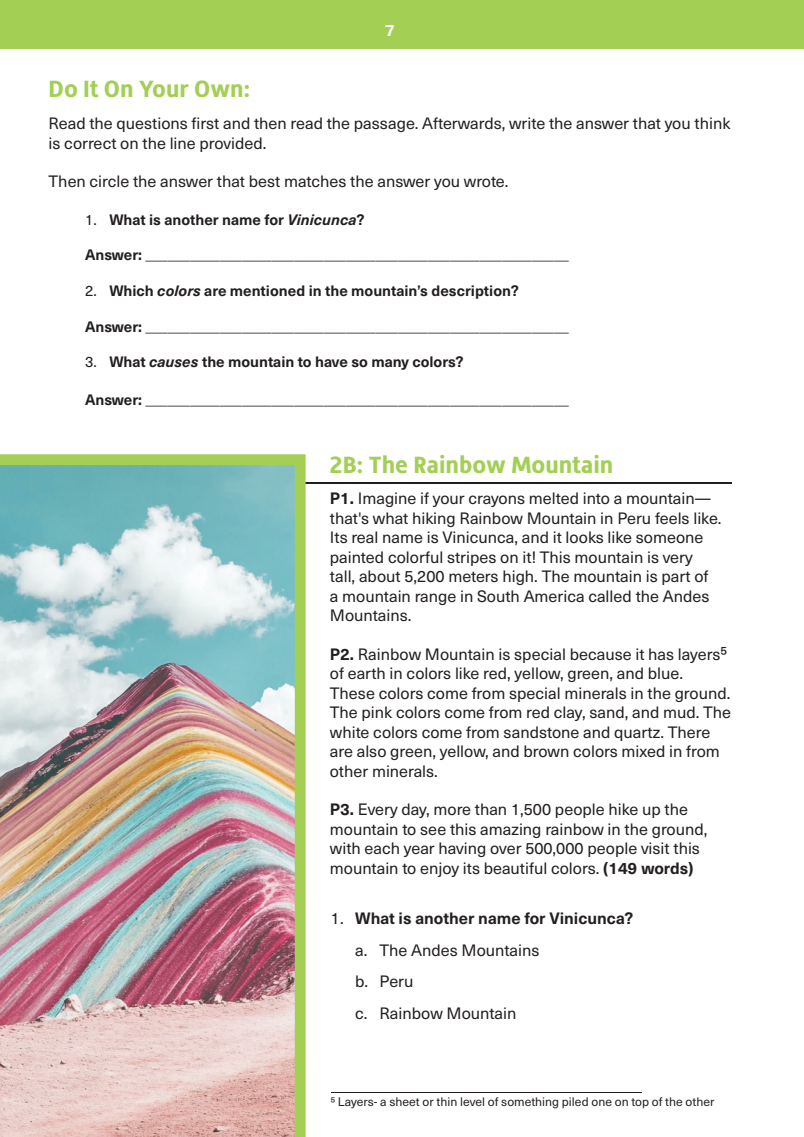 7
Do It On Your Own:
Read the questions first and then read the passage. Afterwards, write the answer that you think
is correct on the line provided.
Then circle the answer that best matches the answer you wrote.
1. What is another name for Vinicunca?
Answer: ___________________________________________________
2. Which colors are mentioned in the mountain's description?
Answer: ___________________________________________________
3. What causes the mountain to have so many colors?
Answer: ___________________________________________________
2B: The Rainbow Mountain
P1. Imagine if your crayons melted into a mountain—
that's what hiking Rainbow Mountain in Peru feels like.
Its real name is Vinicunca, and it looks like someone
painted colorful stripes on it! This mountain is very
tall, about 5,200 meters high. The mountain is part of
a mountain range in South America called the Andes
Mountains.
P2. Rainbow Mountain is special because it has layers⁵
of earth in colors like red, yellow, green, and blue.
These colors come from special minerals in the ground.
The pink colors come from red clay, sand, and mud. The
white colors come from sandstone and quartz. There
are also green, yellow, and brown colors mixed in from
other minerals.
P3. Every day, more than 1,500 people hike up the
mountain to see this amazing rainbow in the ground,
with each year having over 500,000 people visit this
mountain to enjoy its beautiful colors. (149 words)
1. What is another name for Vinicunca?
a. The Andes Mountains
b. Peru
c. Rainbow Mountain
⁵ Layers- a sheet or thin level of something piled one on top of the other